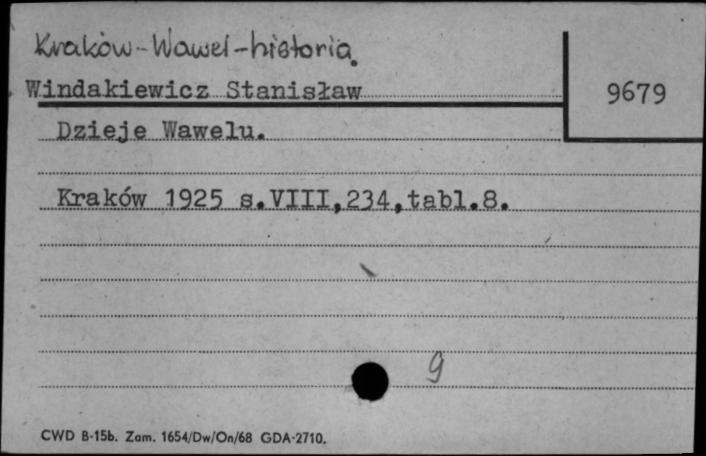 Kraków-Wawel-historia.
Windakiewicz Stanisław
9679
Dzieje Wawelu.
Kraków 1925 s.VIII,234,tabl.8.
9
CWD B-15b. Zam. 1654/Dw/On/68 GDA-2710.